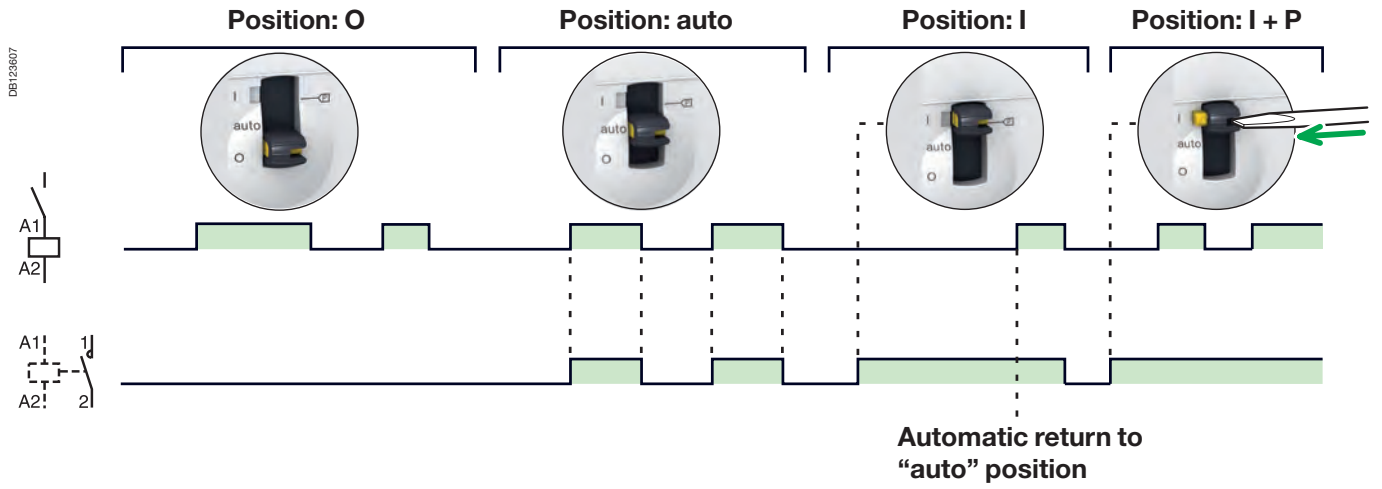 Position: O
Position: auto
Position: I
Position: I + P
DB123607
I
P
auto
O
I
P
auto
O
I
P
auto
O
I
auto
O
A1
A2
A1
1
A2
2
Automatic return to
“auto” position